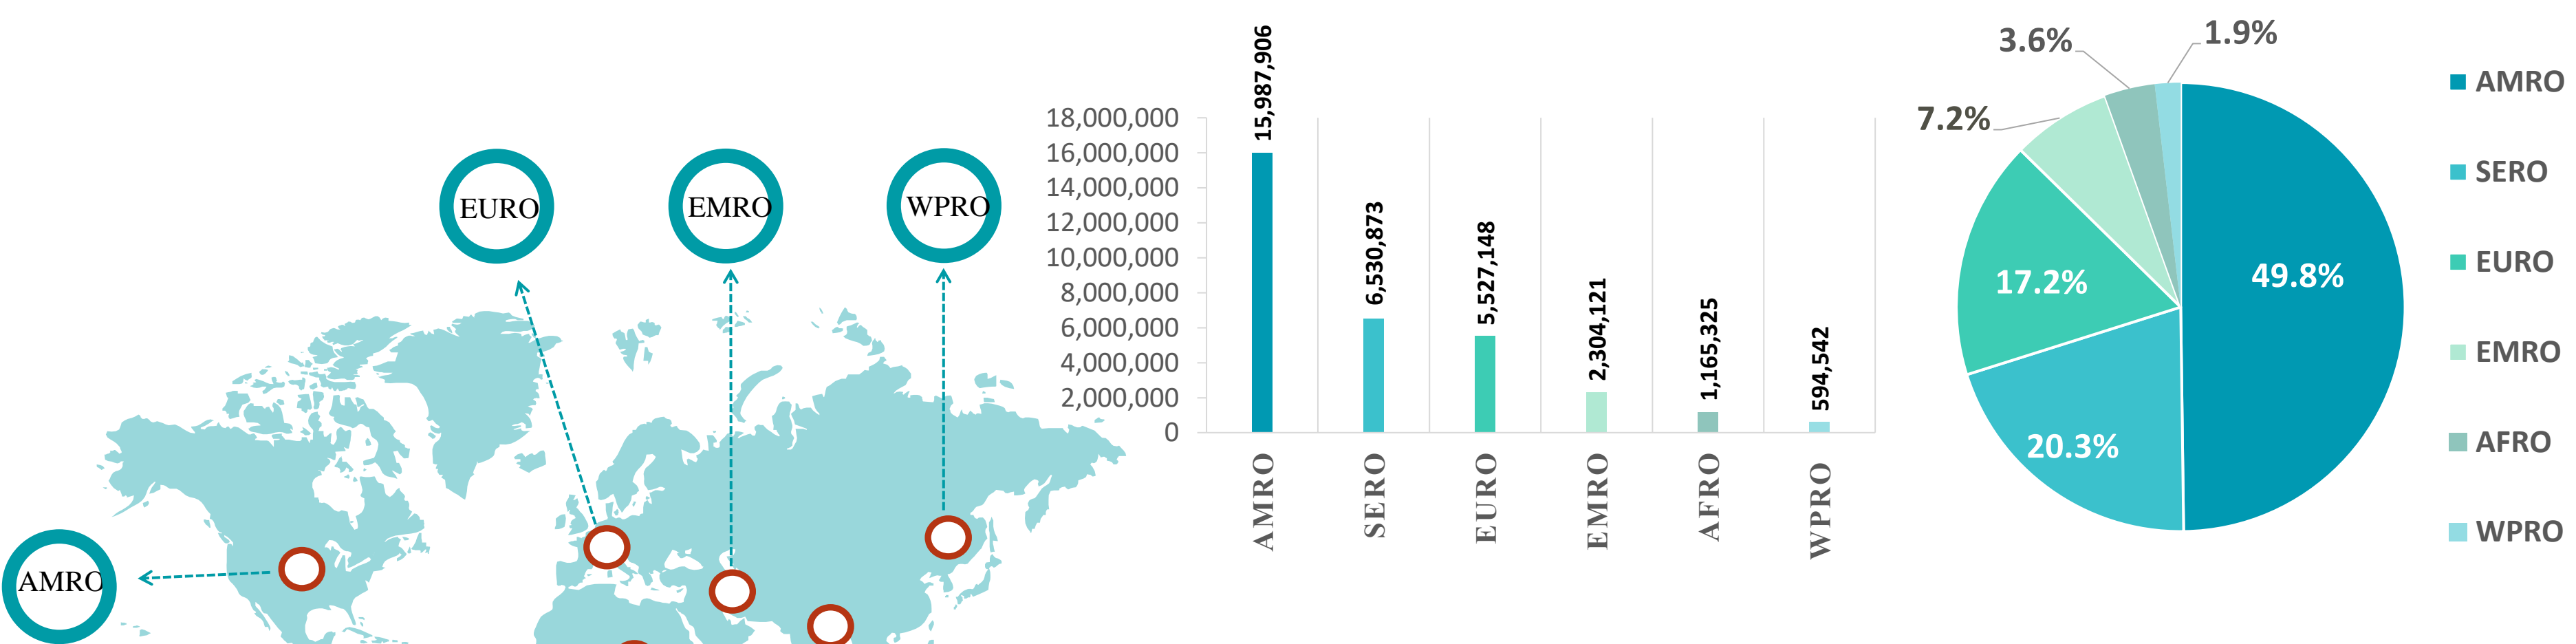 EURO
EMRO
WPRO
AMRO
18,000,000
16,000,000
14,000,000
12,000,000
10,000,000
8,000,000
6,000,000
4,000,000
2,000,000
0
15,987,906
6,530,873
5,527,148
2,304,121
1,165,325
594,542
AMRO
SERO
EURO
EMRO
AFRO
WPRO
3.6%
1.9%
7.2%
17.2%
49.8%
20.3%
AMRO
SERO
EURO
EMRO
AFRO
WPRO